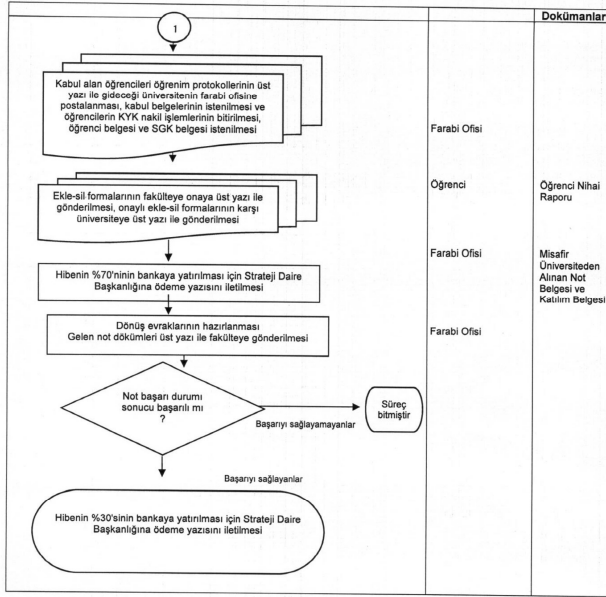 Dokümanlar
1
Kabul alan öğrencileri öğrenim protokollerinin üst
yazı ile gideceği üniversitenin farabi ofisine
postalanması, kabul belgelerinin istenilmesi ve
öğrencilerin KYK nakil işlemlerinin bitirilmesi,
öğrenci belgesi ve SGK belgesi istenilmesi
Farabi Ofisi
Ekle-sil formalarının fakülteye onaya üst yazı ile
gönderilmesi, onaylı ekle-sil formalarının karşı
üniversiteye üst yazı ile gönderilmesi
Öğrenci
Öğrenci Nihai
Raporu
Hibenin %70'ninin bankaya yatırılması için Strateji Daire
Başkanlığına ödeme yazısını iletilmesi
Farabi Ofisi
Misafir
Üniversiteden
Alınan Not
Belgesi ve
Katılım Belgesi
Dönüş evraklarının hazırlanması
Gelen not dökümleri üst yazı ile fakülteye gönderilmesi
Farabi Ofisi
Not başarı durumı
sonucu başarılı mı
?
Başarıyı sağlayamayanlar
Süreç
bitmiştir
Başarıyı sağlayanlar
Hibenin %30'sinin bankaya yatırılması için Strateji Daire
Başkanlığına ödeme yazısını iletilmesi